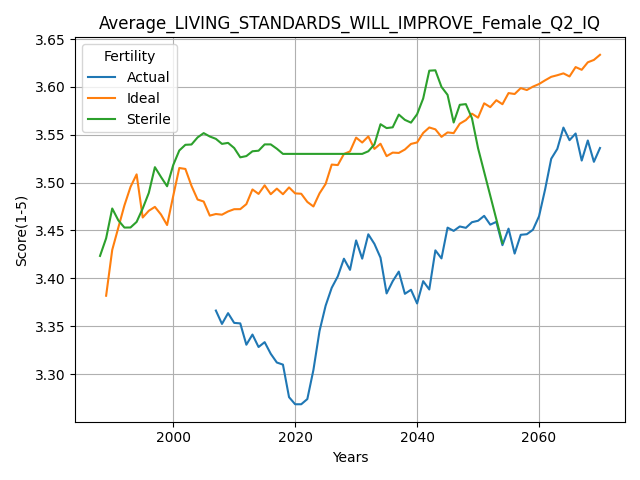 Average_LIVING_STANDARDS_WILL_IMPROVE_Female_Q2_IQ
Fertility
Actual
Ideal
Sterile
Score(1-5)
3.65
3.60
3.55
3.50
3.45
3.40
3.35
3.30
2000 2020 2040 2060
Years